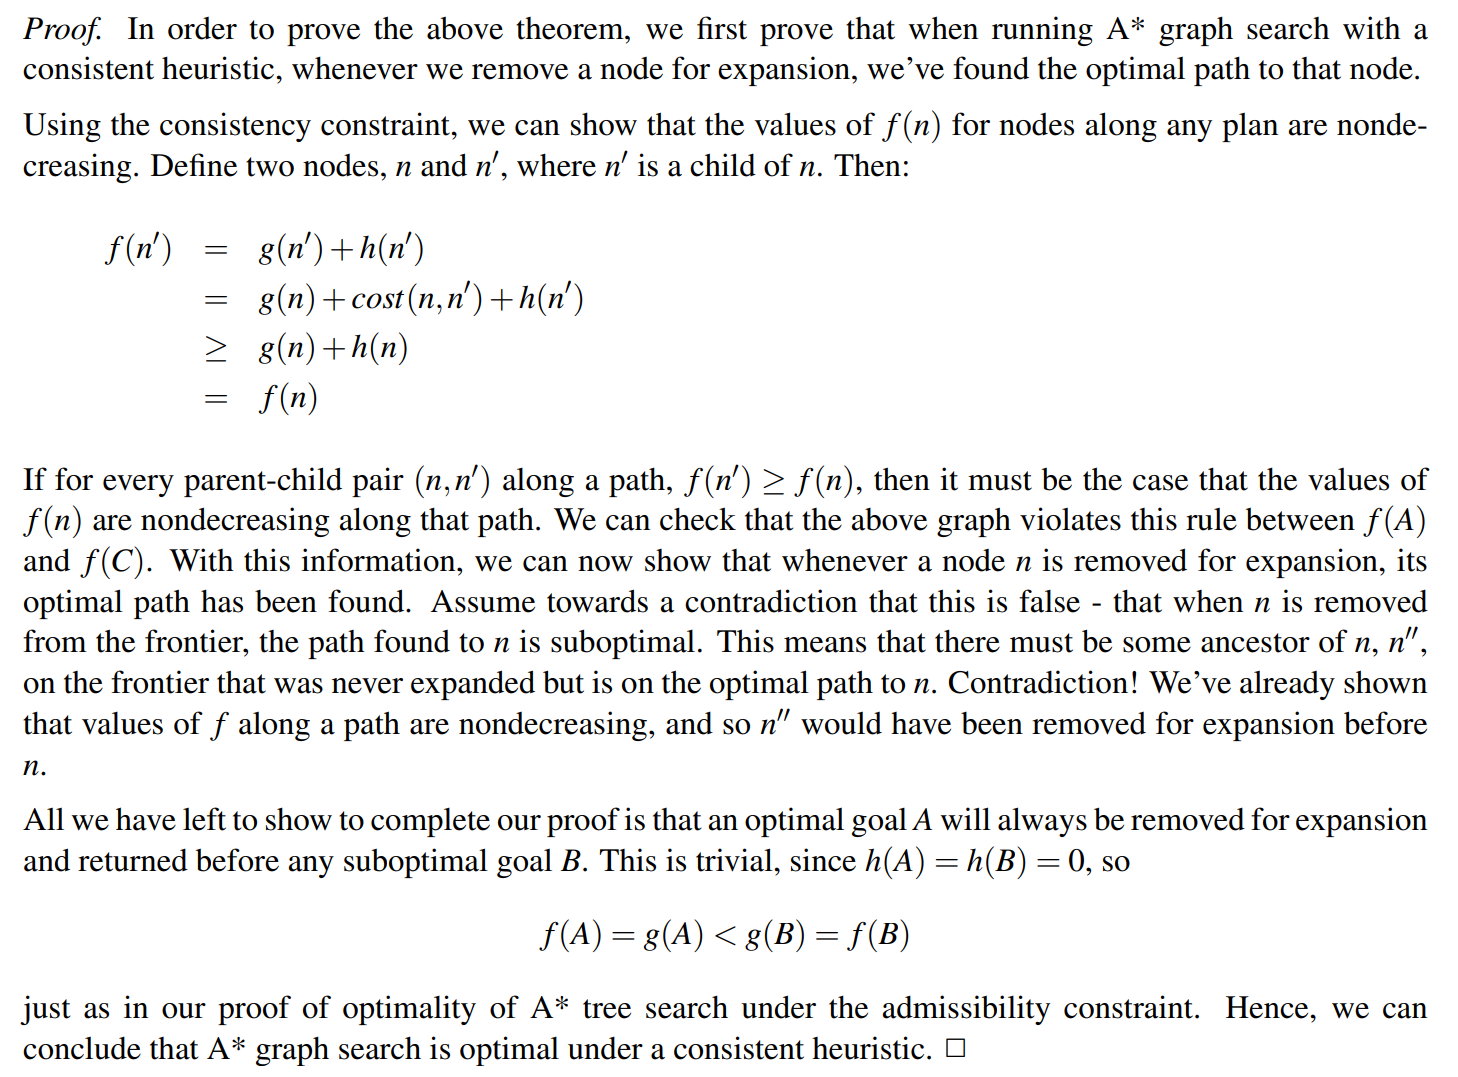 Proof. In order to prove the above theorem, we first prove that when running A* graph search with a
consistent heuristic, whenever we remove a node for expansion, we've found the optimal path to that node.
Using the consistency constraint, we can show that the values of f(n) for nodes along any plan are nonde-
creasing. Define two nodes, n and n′, where n′ is a child of n. Then:
f(n′) = g(n′)+h(n′)
= g(n)+cost(n,n′)+h(n′)
≥ g(n)+h(n)
= f(n)
If for every parent-child pair (n,n′) along a path, f(n′) ≥ f(n), then it must be the case that the values of
f(n) are nondecreasing along that path. We can check that the above graph violates this rule between f(A)
and f(C). With this information, we can now show that whenever a node n is removed for expansion, its
optimal path has been found. Assume towards a contradiction that this is false - that when n is removed
from the frontier, the path found to n is suboptimal. This means that there must be some ancestor of n, n″,
on the frontier that was never expanded but is on the optimal path to n. Contradiction! We've already shown
that values of f along a path are nondecreasing, and so n″ would have been removed for expansion before
n.
All we have left to show to complete our proof is that an optimal goal A will always be removed for expansion
and returned before any suboptimal goal B. This is trivial, since h(A) = h(B) = 0, so
f(A) = g(A) < g(B) = f(B)
just as in our proof of optimality of A* tree search under the admissibility constraint. Hence, we can
conclude that A* graph search is optimal under a consistent heuristic. □